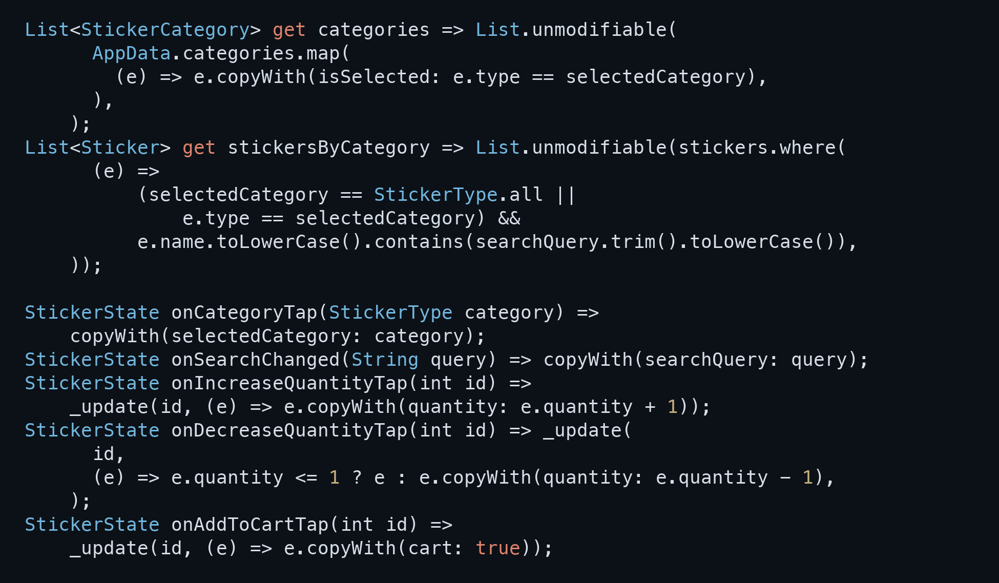 List<StickerCategory> get categories => List.unmodifiable(
      AppData.categories.map(
        (e) => e.copyWith(isSelected: e.type == selectedCategory),
      ),
    );
List<Sticker> get stickersByCategory => List.unmodifiable(stickers.where(
      (e) =>
          (selectedCategory == StickerType.all ||
              e.type == selectedCategory) &&
          e.name.toLowerCase().contains(searchQuery.trim().toLowerCase()),
    ));

StickerState onCategoryTap(StickerType category) =>
    copyWith(selectedCategory: category);
StickerState onSearchChanged(String query) => copyWith(searchQuery: query);
StickerState onIncreaseQuantityTap(int id) =>
    _update(id, (e) => e.copyWith(quantity: e.quantity + 1));
StickerState onDecreaseQuantityTap(int id) => _update(
      id,
      (e) => e.quantity <= 1 ? e : e.copyWith(quantity: e.quantity − 1),
    );
StickerState onAddToCartTap(int id) =>
    _update(id, (e) => e.copyWith(cart: true));